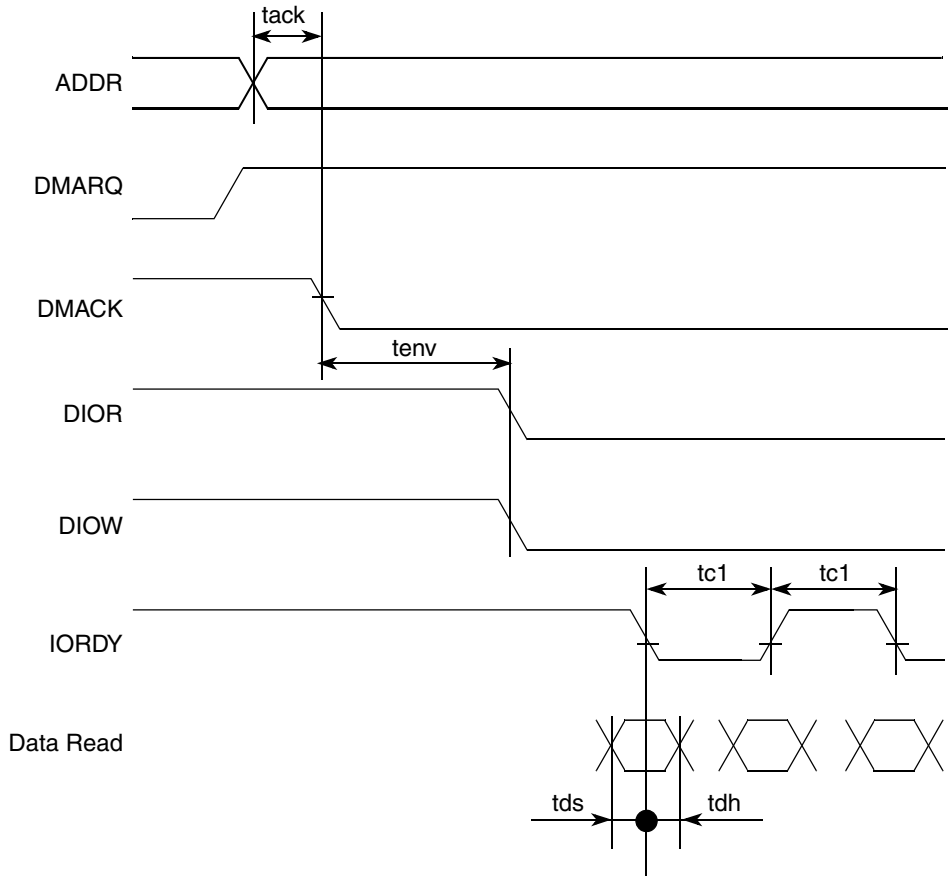 tack
ADDR
DMARQ
DMACK
tenv
DIOR
DIOW
tc1 tc1
IORDY
Data Read
tds tdh